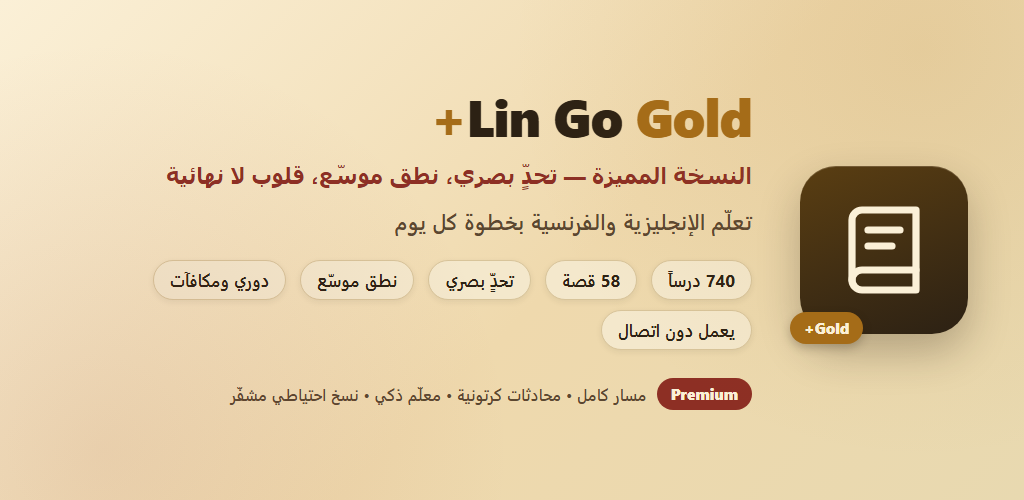 +Lin Go Gold
النسخة المميزة — تحدٍّ بصري، نطق موسّع، قلوب لا نهائية
تعلّم الإنجليزية والفرنسية بخطوة كل يوم
740 درساً
58 قصة
تحدٍّ بصري
نطق موسّع
دوري ومكافآت
يعمل دون اتصال
Premium
مسار كامل • محادثات كرتونية • معلّم ذكي • نسخ احتياطي مشفّر
+Gold